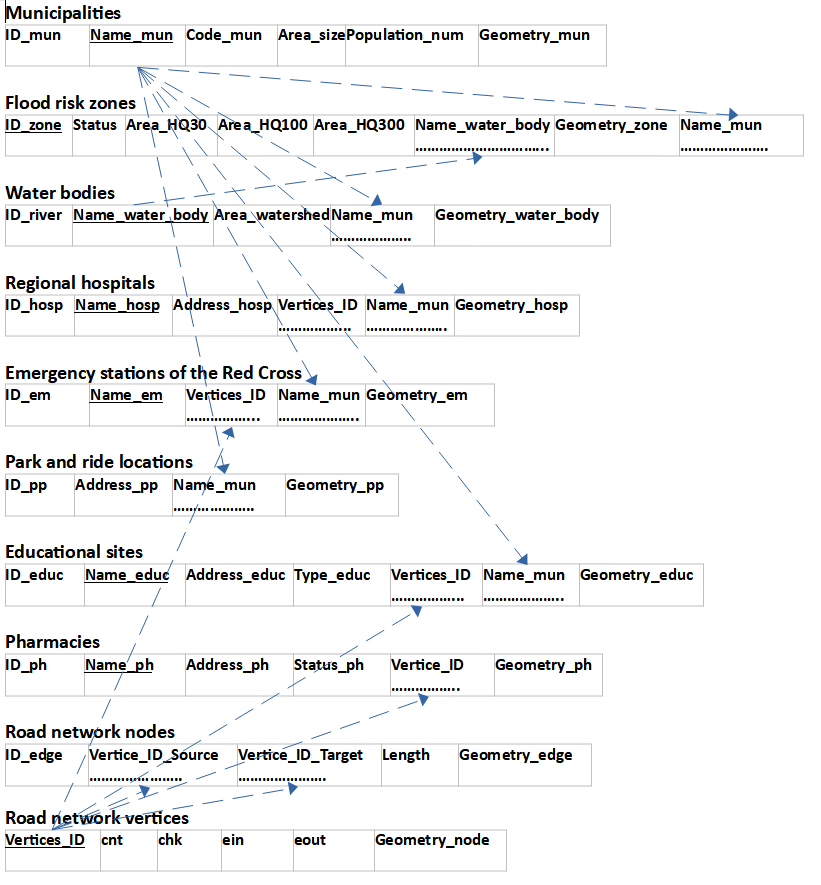 Municipalities
ID_mun Name_mun Code_mun Area_size Population_num Geometry_mun
Flood risk zones
ID_zone Status Area_HQ30 Area_HQ100 Area_HQ300 Name_water_body Geometry_zone Name_mun
Water bodies
ID_river Name_water_body Area_watershed Name_mun Geometry_water_body
Regional hospitals
ID_hosp Name_hosp Address_hosp Vertices_ID Name_mun Geometry_hosp
Emergency stations of the Red Cross
ID_em Name_em Vertices_ID Name_mun Geometry_em
Park and ride locations
ID_pp Address_pp Name_mun Geometry_pp
Educational sites
ID_educ Name_educ Address_educ Type_educ Vertices_ID Name_mun Geometry_educ
Pharmacies
ID_ph Name_ph Address_ph Status_ph Vertice_ID Geometry_ph
Road network nodes
ID_edge Vertice_ID_Source Vertice_ID_Target Length Geometry_edge
Road network vertices
Vertices_ID cnt chk ein eout Geometry_node